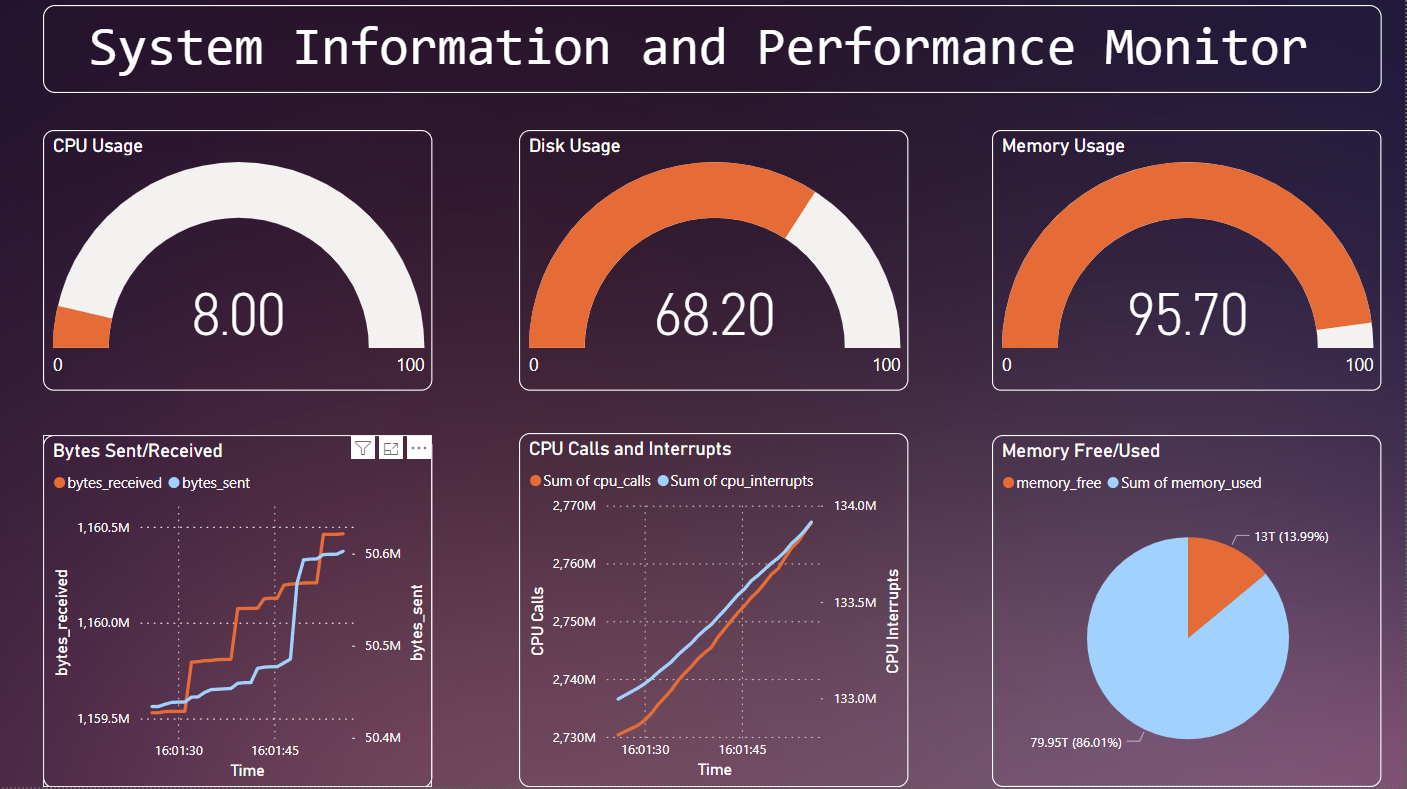 System Information and Performance Monitor
CPU Usage
8.00
0
100
Disk Usage
68.20
0
100
Memory Usage
95.70
0
100
Bytes Sent/Received
bytes_received bytes_sent
1,160.5M
1,160.0M
1,159.5M
bytes_received
50.6M
50.5M
50.4M
bytes_sent
16:01:30 16:01:45
Time
CPU Calls and Interrupts
Sum of cpu_calls Sum of cpu_interrupts
2,770M
2,760M
2,750M
2,740M
2,730M
CPU Calls
134.0M
133.5M
133.0M
CPU Interrupts
16:01:30 16:01:45
Time
Memory Free/Used
memory_free Sum of memory_used
13T (13.99%)
79.95T (86.01%)